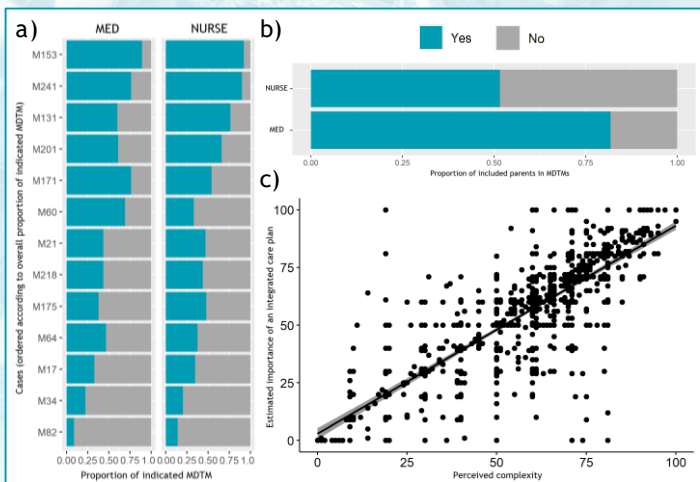 a)
MED NURSE
Cases (ordered according to overall proportion of indicated MDTM)
M153
M241
M131
M201
M171
M60
M21
M218
M175
M64
M17
M34
M82
0.00 0.25 0.50 0.75 1.0 0.00 0.25 0.50 0.75 1.0
Proportion of indicated MDTM
b)
Yes No
NURSE
MED
0.00 0.25 0.50 0.75 1.00
Proportion of included parents in MDTMs
c)
Estimated importance of an integrated care plan
100
75
50
25
0
0 25 50 75 100
Perceived complexity